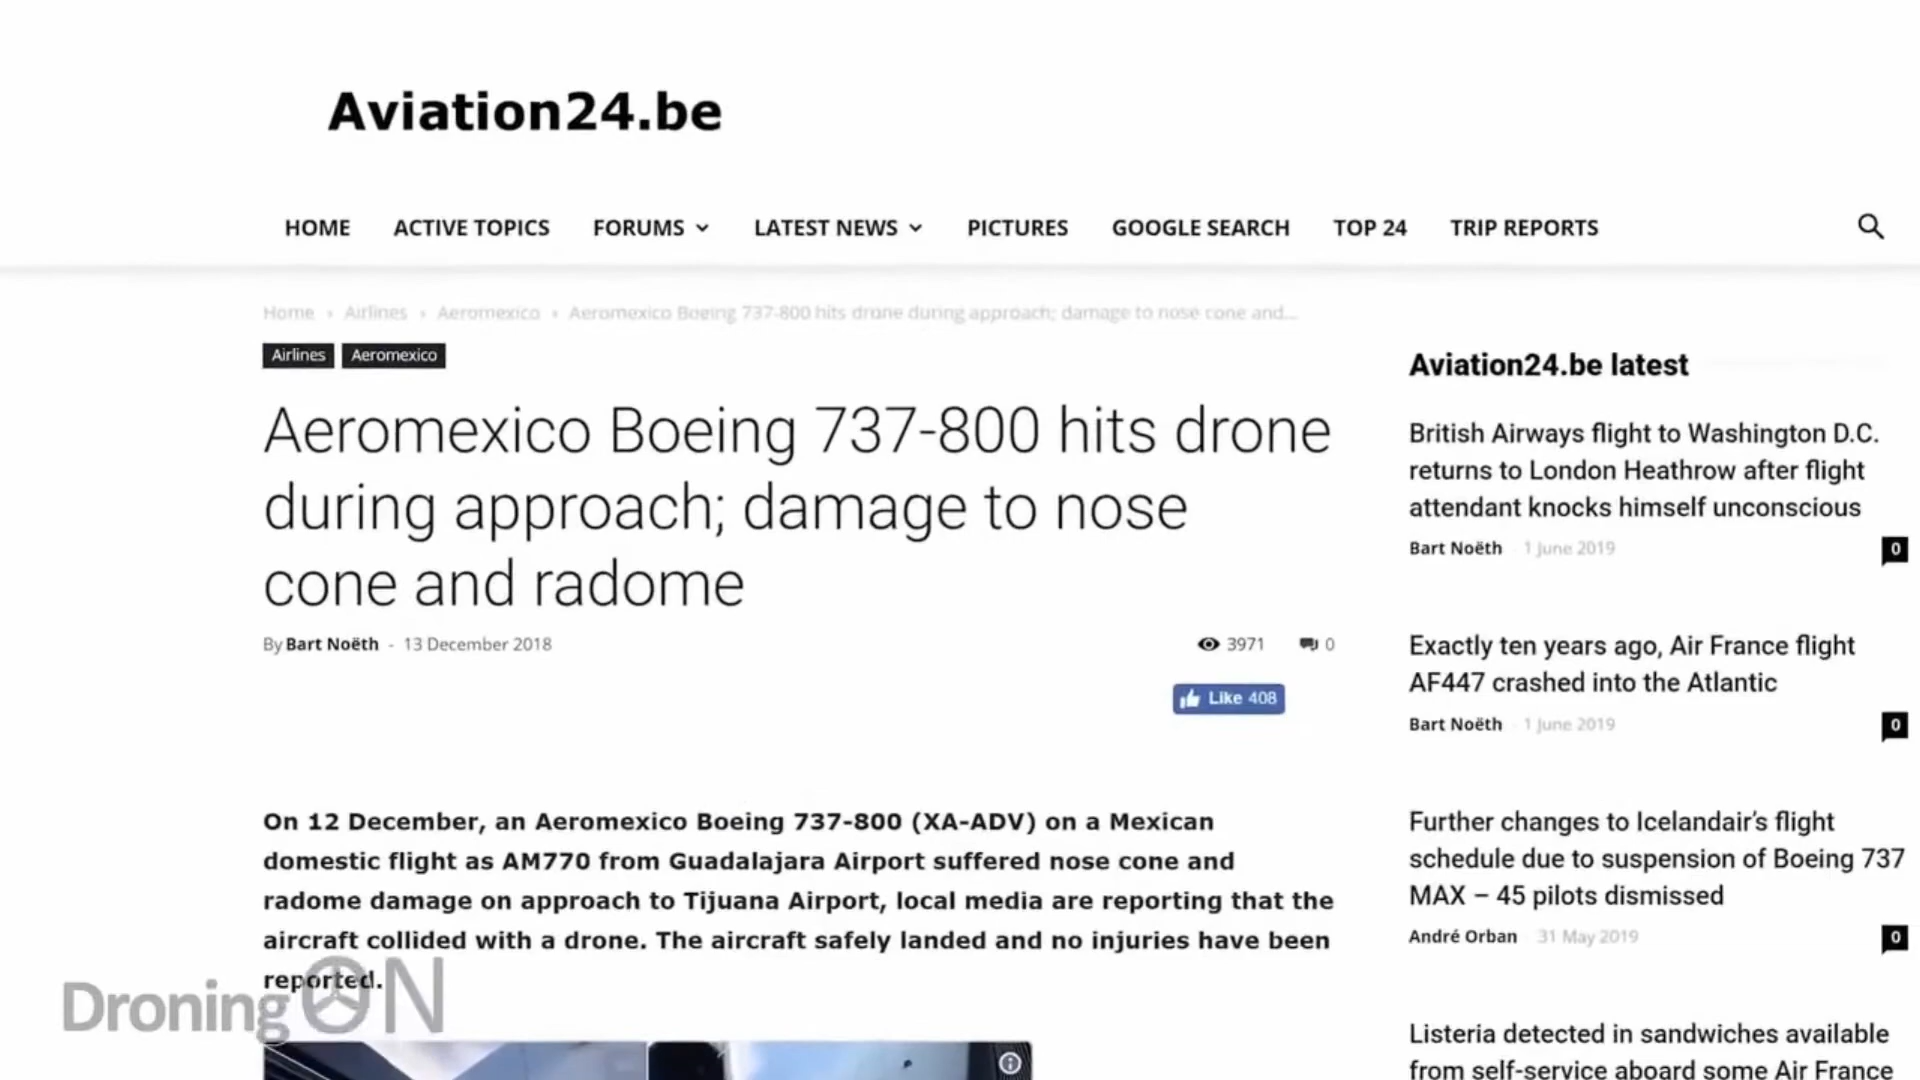 Aviation24.be
HOME ACTIVE TOPICS FORUMS LATEST NEWS PICTURES GOOGLE SEARCH TOP 24 TRIP REPORTS
Home › Airlines › Aeromexico › Aeromexico Boeing 737-800 hits drone during approach; damage to nose cone and...
Airlines Aeromexico
Aeromexico Boeing 737-800 hits drone
during approach; damage to nose
cone and radome
By Bart Noëth - 13 December 2018 3971 0
Like 408
On 12 December, an Aeromexico Boeing 737-800 (XA-ADV) on a Mexican
domestic flight as AM770 from Guadalajara Airport suffered nose cone and
radome damage on approach to Tijuana Airport, local media are reporting that the
aircraft collided with a drone. The aircraft safely landed and no injuries have been
reported.
Aviation24.be latest
British Airways flight to Washington D.C.
returns to London Heathrow after flight
attendant knocks himself unconscious
Bart Noëth - 1 June 2019 0
Exactly ten years ago, Air France flight
AF447 crashed into the Atlantic
Bart Noëth - 1 June 2019 0
Further changes to Icelandair’s flight
schedule due to suspension of Boeing 737
MAX – 45 pilots dismissed
André Orban 31 May 2019 0
Listeria detected in sandwiches available
from self-service aboard some Air France
DroningON